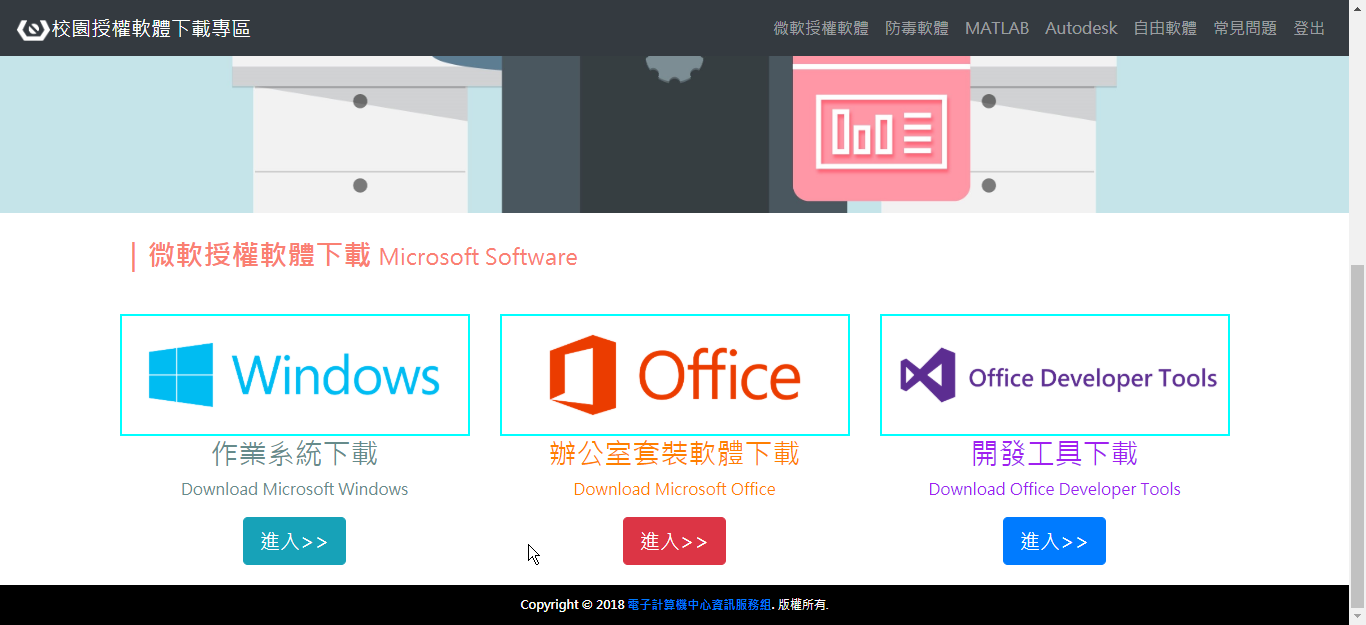 校園授權軟體下載專區
微軟授權軟體 防毒軟體 MATLAB Autodesk 自由軟體 常見問題 登出
| 微軟授權軟體下載 Microsoft Software
Windows
Office
Office Developer Tools
作業系統下載
辦公室套裝軟體下載
開發工具下載
Download Microsoft Windows
Download Microsoft Office
Download Office Developer Tools
進入>>
進入>>
進入>>
Copyright © 2018 電子計算機中心資訊服務組. 版權所有.